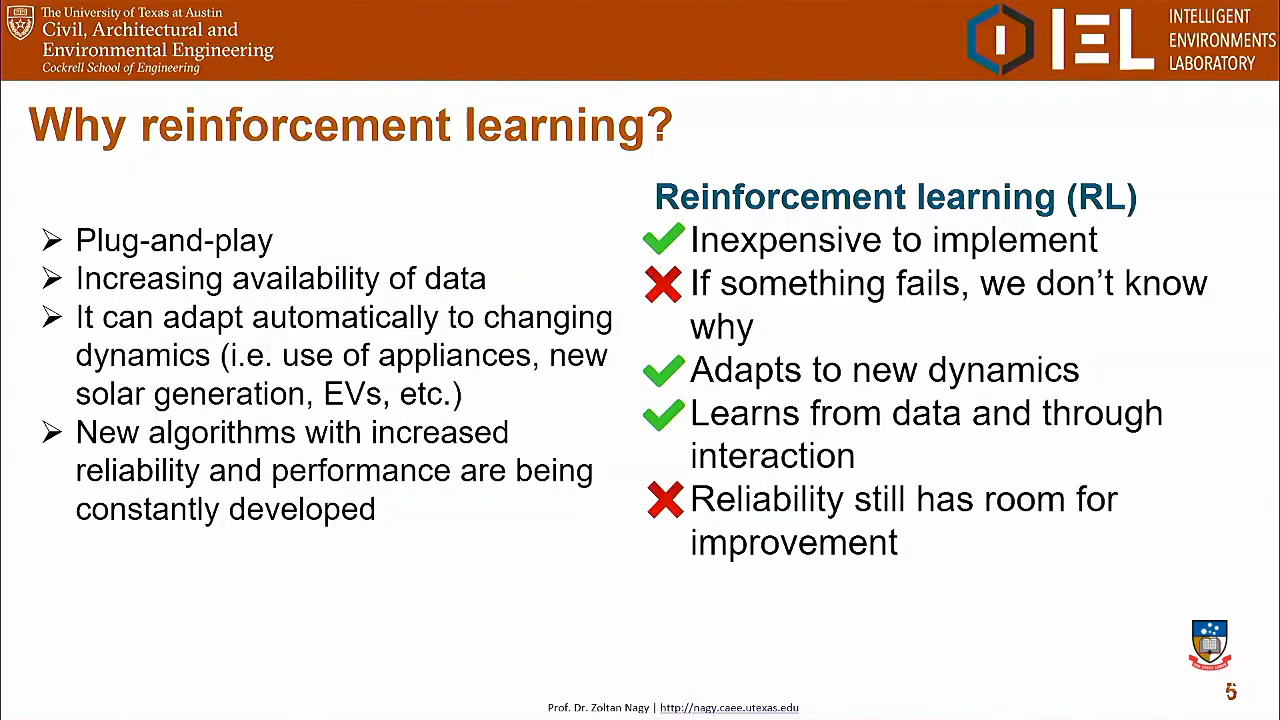 The University of Texas at Austin
Civil, Architectural and
Environmental Engineering
Cockrell School of Engineering
I IEL
INTELLIGENT
ENVIRONMENTS
LABORATORY
Why reinforcement learning?
Plug-and-play
Increasing availability of data
It can adapt automatically to changing
dynamics (i.e. use of appliances, new
solar generation, EVs, etc.)
New algorithms with increased
reliability and performance are being
constantly developed
Reinforcement learning (RL)
Inexpensive to implement
If something fails, we don’t know
why
Adapts to new dynamics
Learns from data and through
interaction
Reliability still has room for
improvement
Prof. Dr. Zoltan Nagy | http://nagy.caee.utexas.edu
5